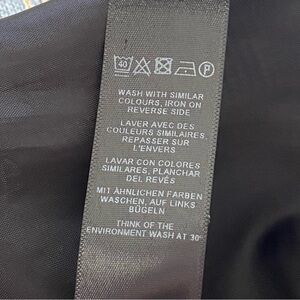 40 P
WASH WITH SIMILAR
COLOURS, IRON ON
REVERSE SIDE
LAVER AVEC DES
COULEURS SIMILAIRES,
REPASSER SUR
L'ENVERS
LAVAR CON COLORES
SIMILARES, PLANCHAR
DEL REVÉS
MIT ÄHNLICHEN FARBEN
WASCHEN, AUF LINKS
BÜGELN
THINK OF THE
ENVIRONMENT WASH AT 30°